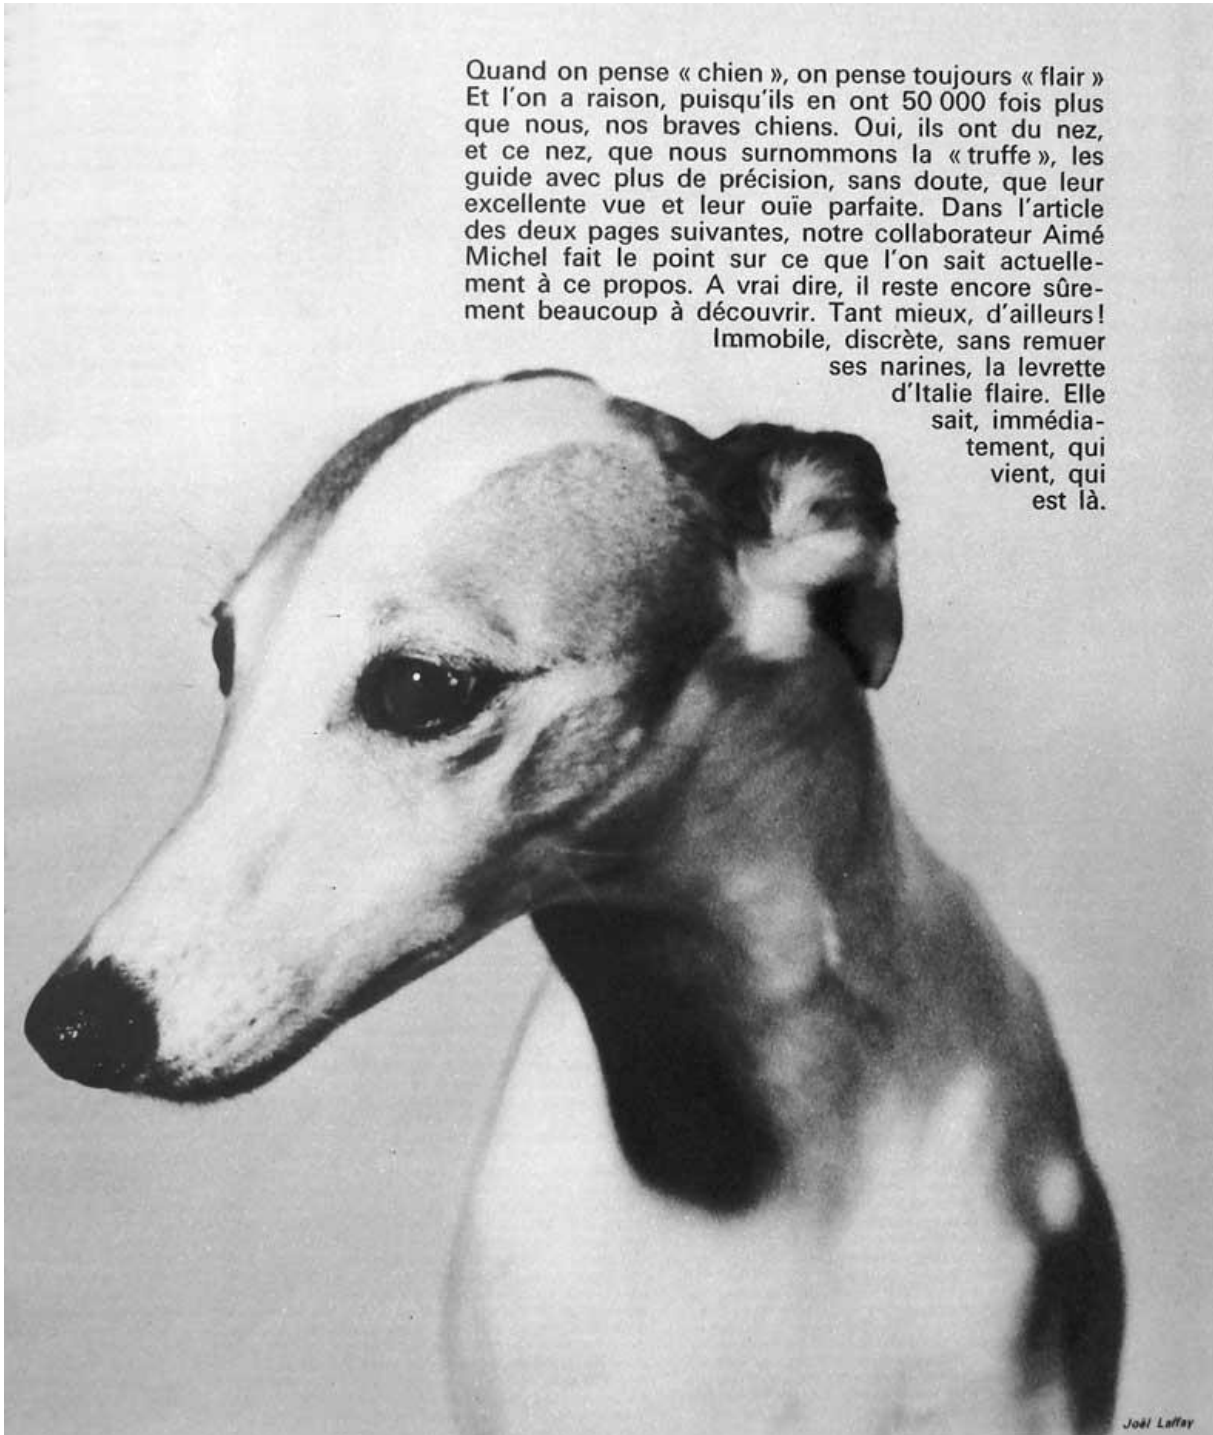 Quand on pense « chien », on pense toujours « flair »
Et l'on a raison, puisqu'ils en ont 50 000 fois plus
que nous, nos braves chiens. Oui, ils ont du nez,
et ce nez, que nous surnommons la « truffe », les
guide avec plus de précision, sans doute, que leur
excellente vue et leur ouïe parfaite. Dans l'article
des deux pages suivantes, notre collaborateur Aimé
Michel fait le point sur ce que l'on sait actuelle-
ment à ce propos. A vrai dire, il reste encore sûre-
ment beaucoup à découvrir. Tant mieux, d'ailleurs!
Immobile, discrète, sans remuer
ses narines, la levrette
d'Italie flaire. Elle
sait, immédia-
tement, qui
vient, qui
est là.
Joël Laffay